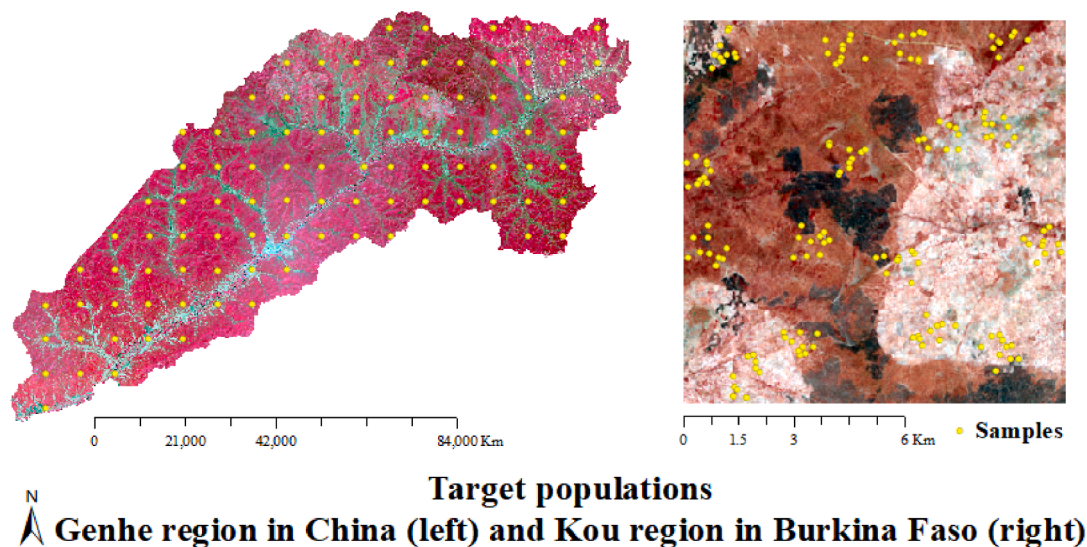 0 21,000 42,000 84,000 Km
0 1.5 3 6 Km
Samples
Target populations
N
Genhe region in China (left) and Kou region in Burkina Faso (right)